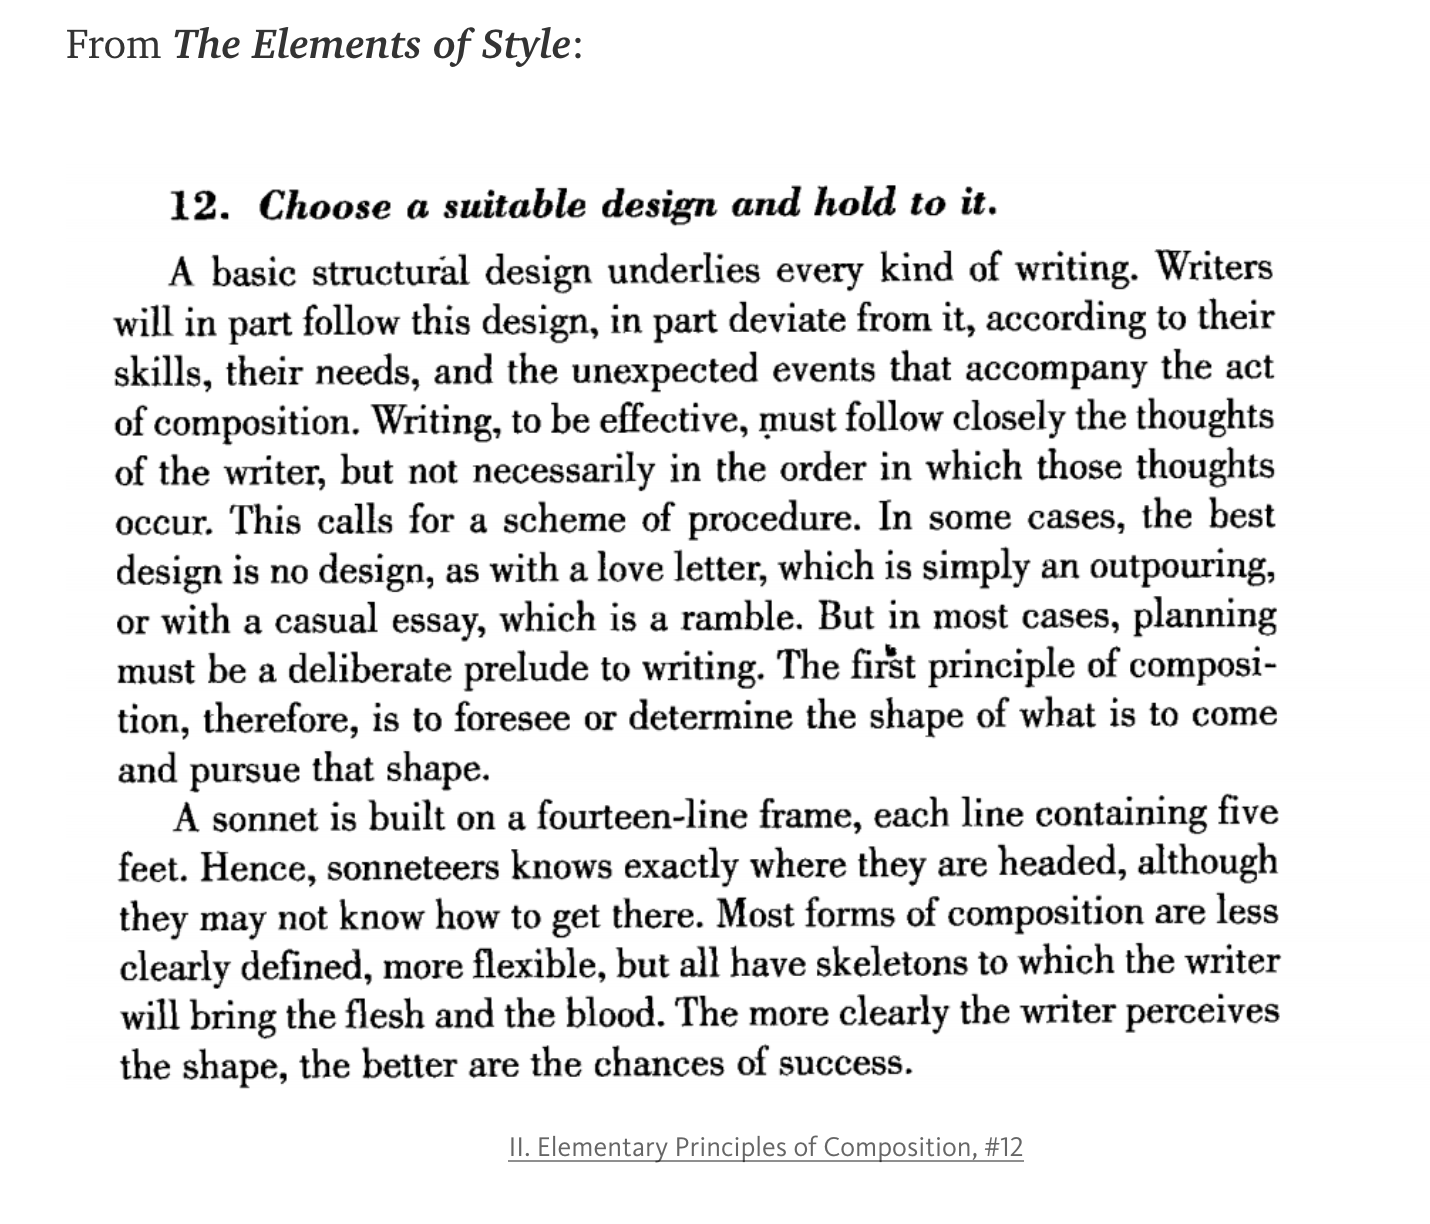 From The Elements of Style:
12. Choose a suitable design and hold to it.
A basic structural design underlies every kind of writing. Writers
will in part follow this design, in part deviate from it, according to their
skills, their needs, and the unexpected events that accompany the act
of composition. Writing, to be effective, must follow closely the thoughts
of the writer, but not necessarily in the order in which those thoughts
occur. This calls for a scheme of procedure. In some cases, the best
design is no design, as with a love letter, which is simply an outpouring,
or with a casual essay, which is a ramble. But in most cases, planning
must be a deliberate prelude to writing. The first principle of composi-
tion, therefore, is to foresee or determine the shape of what is to come
and pursue that shape.
A sonnet is built on a fourteen-line frame, each line containing five
feet. Hence, sonneteers knows exactly where they are headed, although
they may not know how to get there. Most forms of composition are less
clearly defined, more flexible, but all have skeletons to which the writer
will bring the flesh and the blood. The more clearly the writer perceives
the shape, the better are the chances of success.
II. Elementary Principles of Composition, #12